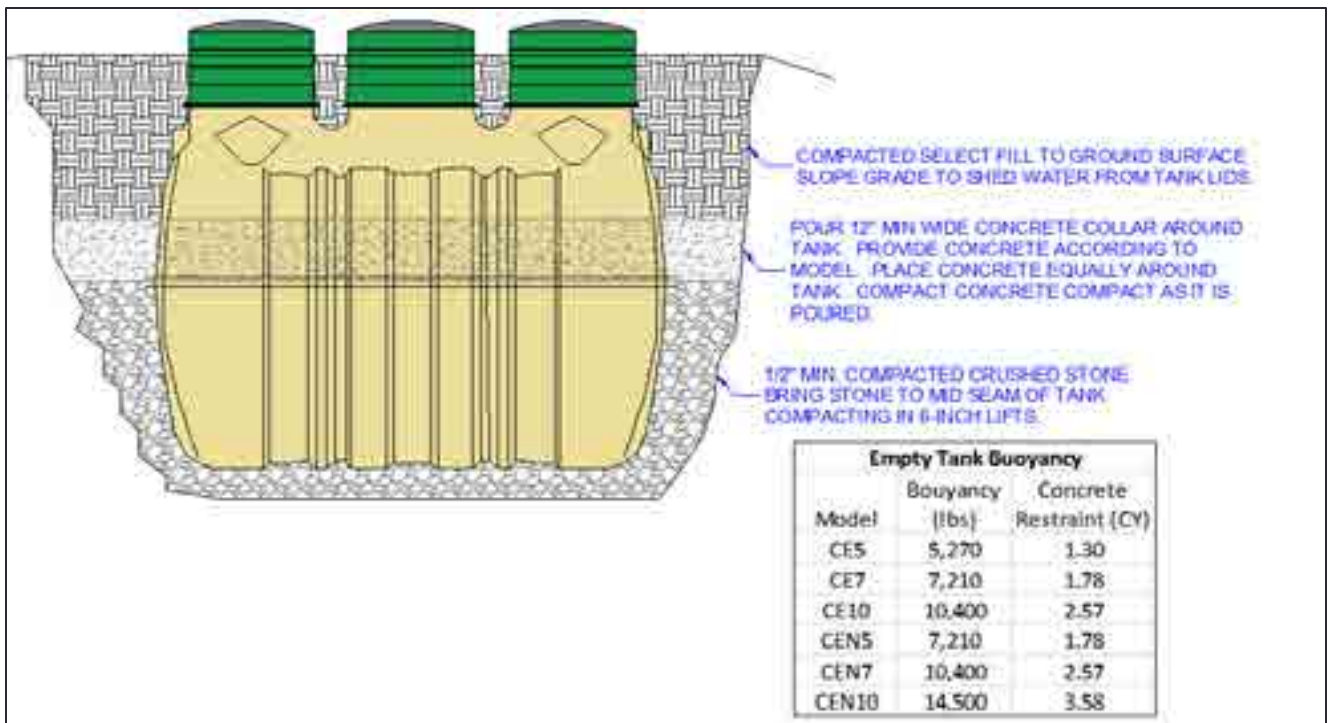 COMPACTED SELECT FILL TO GROUND SURFACE
SLOPE GRADE TO SHED WATER FROM TANK LIDS.
POUR 12" MIN WIDE CONCRETE COLLAR AROUND
TANK. PROVIDE CONCRETE ACCORDING TO
MODEL. PLACE CONCRETE EQUALLY AROUND
TANK. COMPACT CONCRETE COMPACT AS IT IS
POURED.
1/2" MIN. COMPACTED CRUSHED STONE
BRING STONE TO MID SEAM OF TANK
COMPACTING IN 6-INCH LIFTS.
Empty Tank Buoyancy
Bouyancy Concrete
Model (lbs) Restraint (CY)
CE5 5,270 1.30
CE7 7,210 1.78
CE10 10,400 2.57
CEN5 7,210 1.78
CEN7 10,400 2.57
CEN10 14,500 3.58